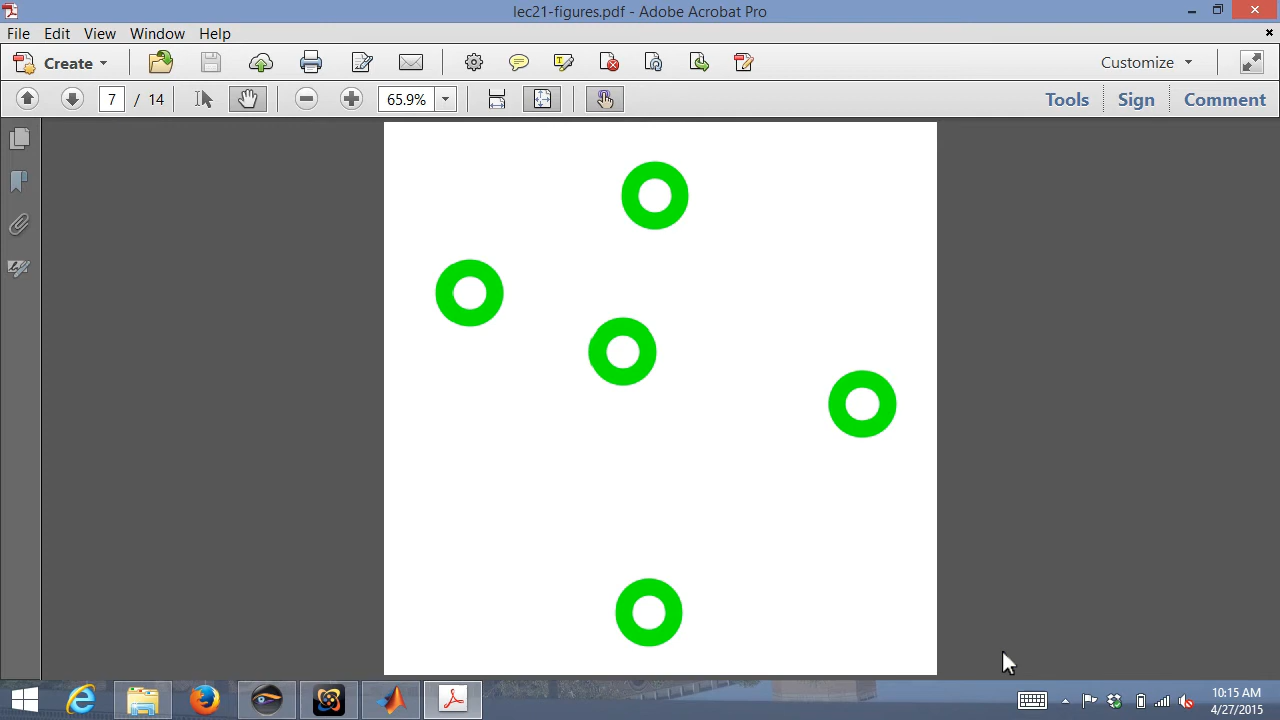 lec21-figures.pdf - Adobe Acrobat Pro
File Edit View Window Help
Create Customize
7 / 14 65.9% Tools Sign Comment
10:15 AM
4/27/2015